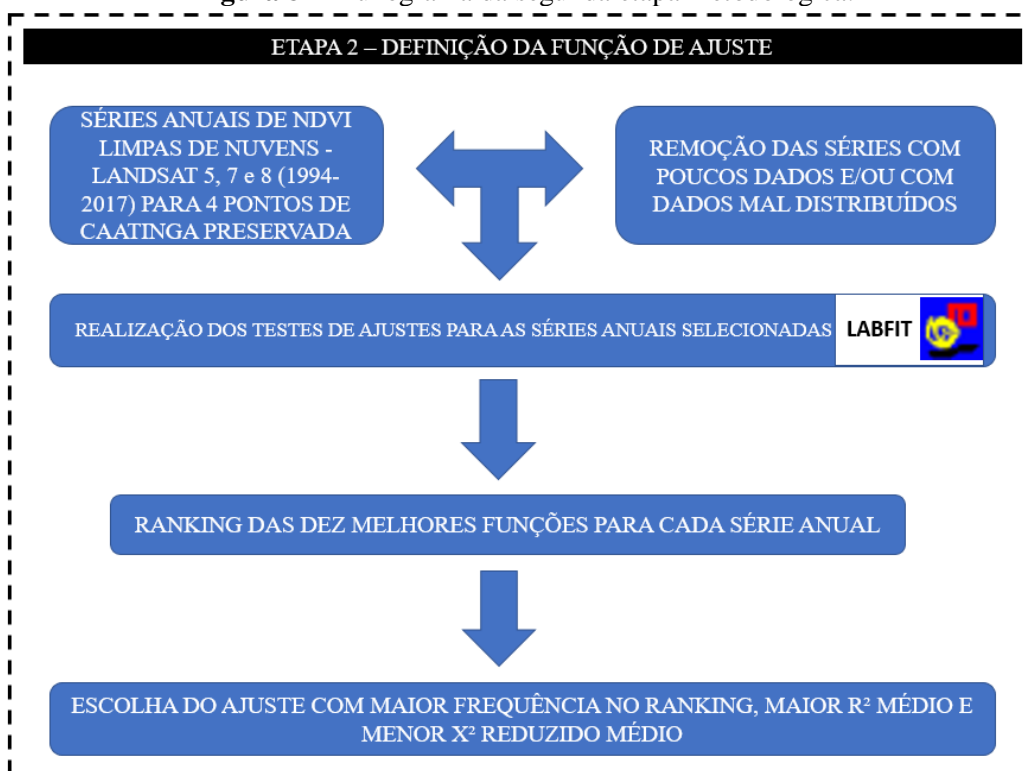 ETAPA 2 – DEFINIÇÃO DA FUNÇÃO DE AJUSTE
SÉRIES ANUAIS DE NDVI
LIMPAS DE NUVENS -
LANDSAT 5, 7 e 8 (1994-
2017) PARA 4 PONTOS DE
CAATINGA PRESERVADA
REMOÇÃO DAS SÉRIES COM
POUCOS DADOS E/OU COM
DADOS MAL DISTRIBUÍDOS
REALIZAÇÃO DOS TESTES DE AJUSTES PARA AS SÉRIES ANUAIS SELECIONADAS
LABFIT
RANKING DAS DEZ MELHORES FUNÇÕES PARA CADA SÉRIE ANUAL
ESCOLHA DO AJUSTE COM MAIOR FREQUÊNCIA NO RANKING, MAIOR R² MÉDIO E
MENOR X² REDUZIDO MÉDIO